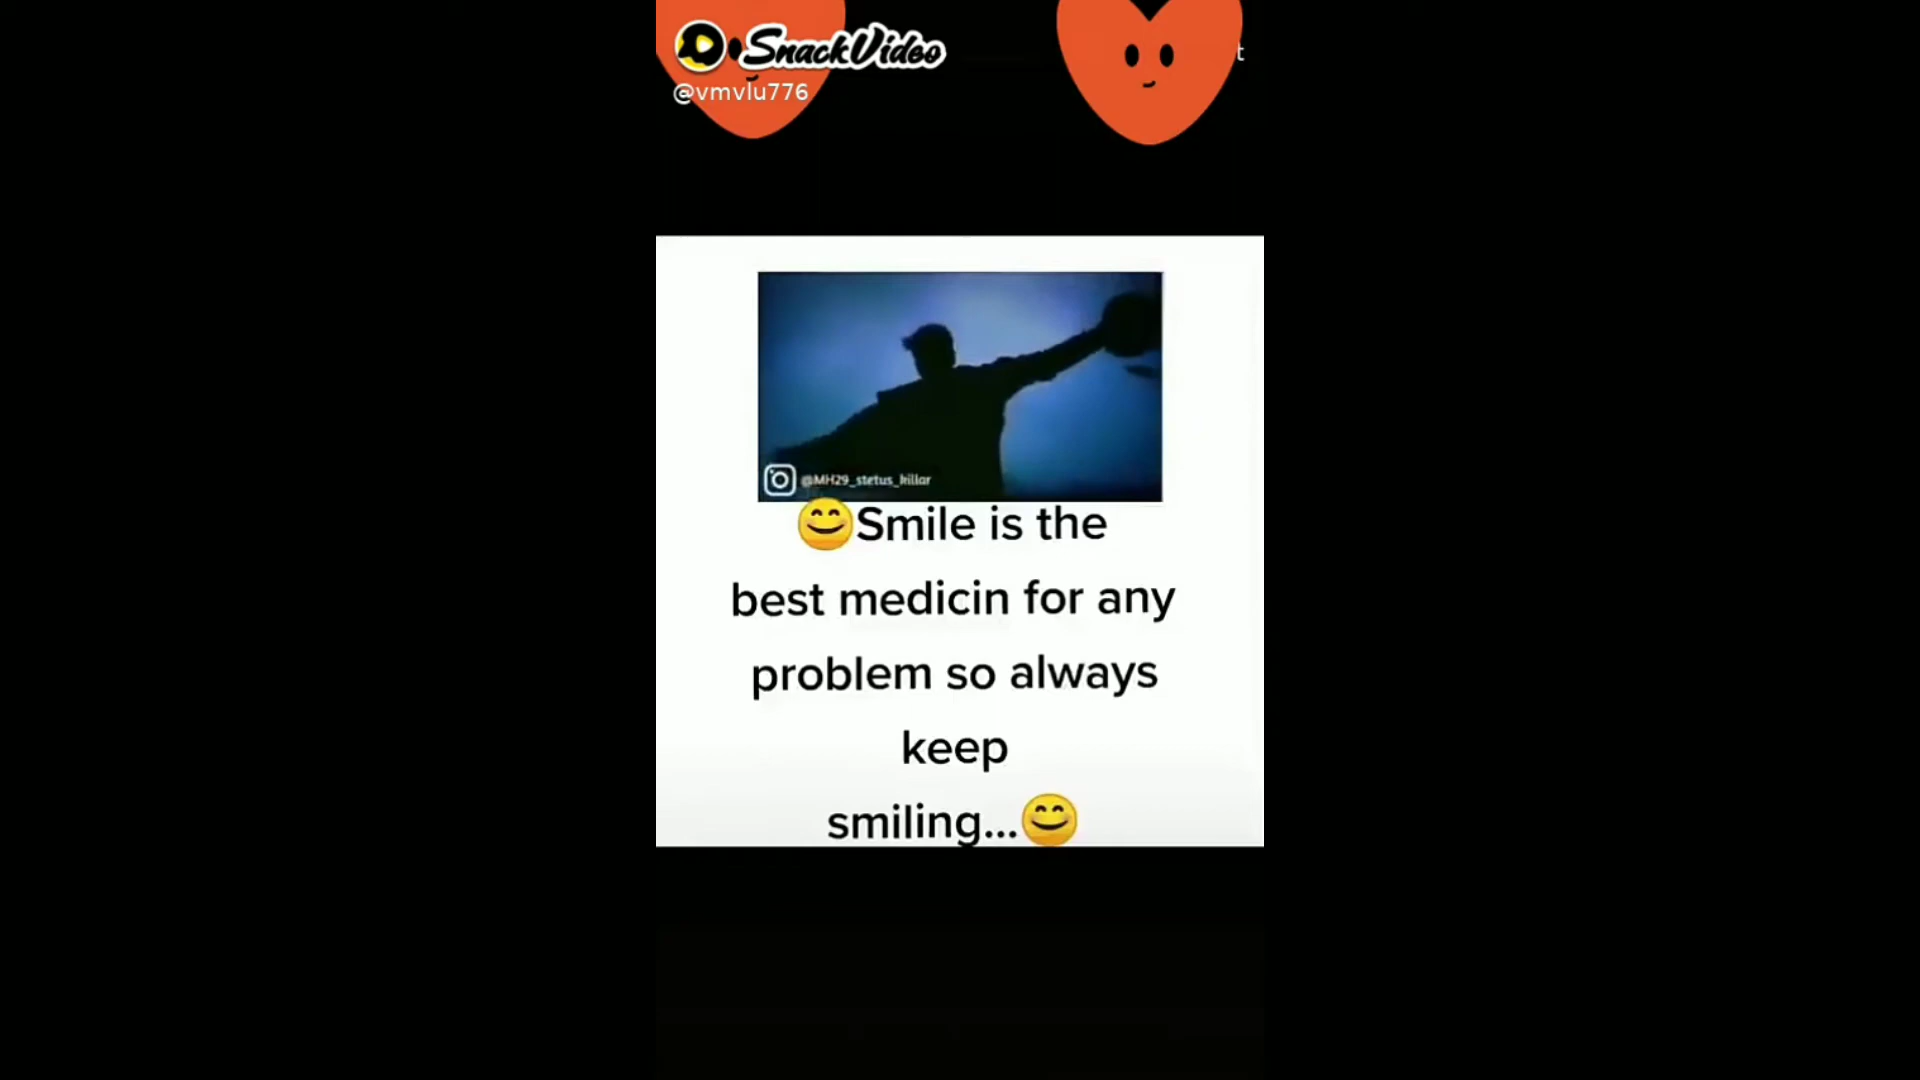 SnackVideo
t
@vmvlu776
@MH29_stetus_killar
😊Smile is the
best medicin for any
problem so always
keep
smiling...😊